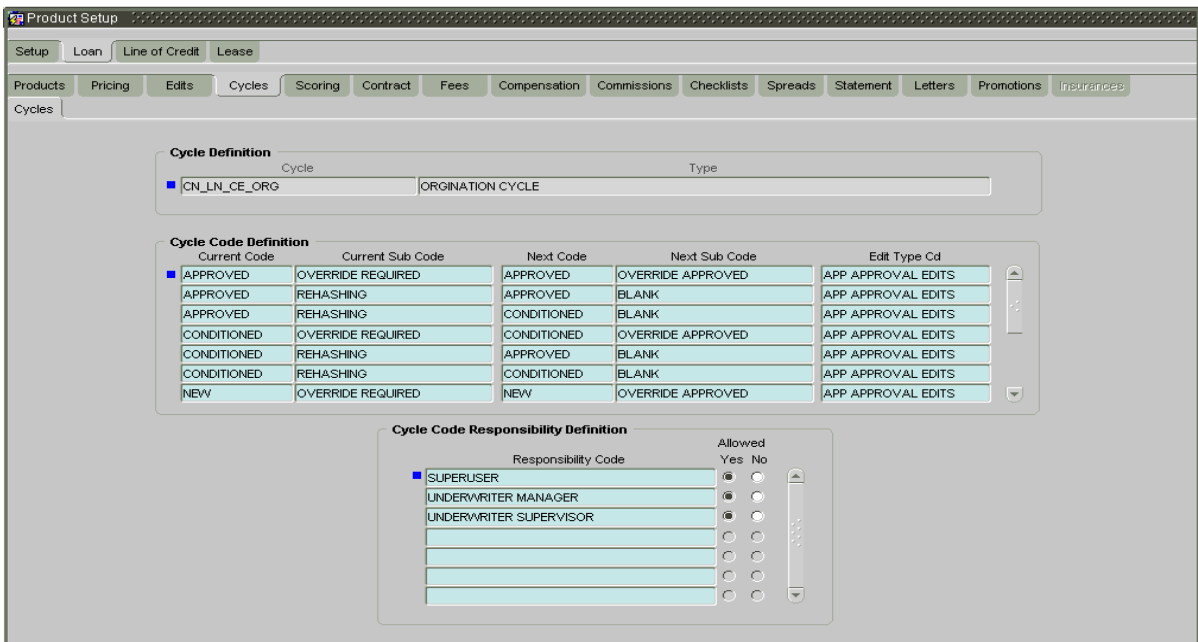 Product Setup
Setup Loan Line of Credit Lease
Products Pricing Edits Cycles Scoring Contract Fees Compensation Commissions Checklists Spreads Statement Letters Promotions Insurances
Cycles
Cycle Definition
Cycle Type
CN_LN_CE_ORG ORGINATION CYCLE
Cycle Code Definition
Current Code Current Sub Code Next Code Next Sub Code Edit Type Cd
APPROVED OVERRIDE REQUIRED APPROVED OVERRIDE APPROVED APP APPROVAL EDITS
APPROVED REHASHING APPROVED BLANK APP APPROVAL EDITS
APPROVED REHASHING CONDITIONED BLANK APP APPROVAL EDITS
CONDITIONED OVERRIDE REQUIRED CONDITIONED OVERRIDE APPROVED APP APPROVAL EDITS
CONDITIONED REHASHING APPROVED BLANK APP APPROVAL EDITS
CONDITIONED REHASHING CONDITIONED BLANK APP APPROVAL EDITS
NEW OVERRIDE REQUIRED NEW OVERRIDE APPROVED APP APPROVAL EDITS
Cycle Code Responsibility Definition
Allowed
Responsibility Code Yes No
SUPERUSER
UNDERWRITER MANAGER
UNDERWRITER SUPERVISOR